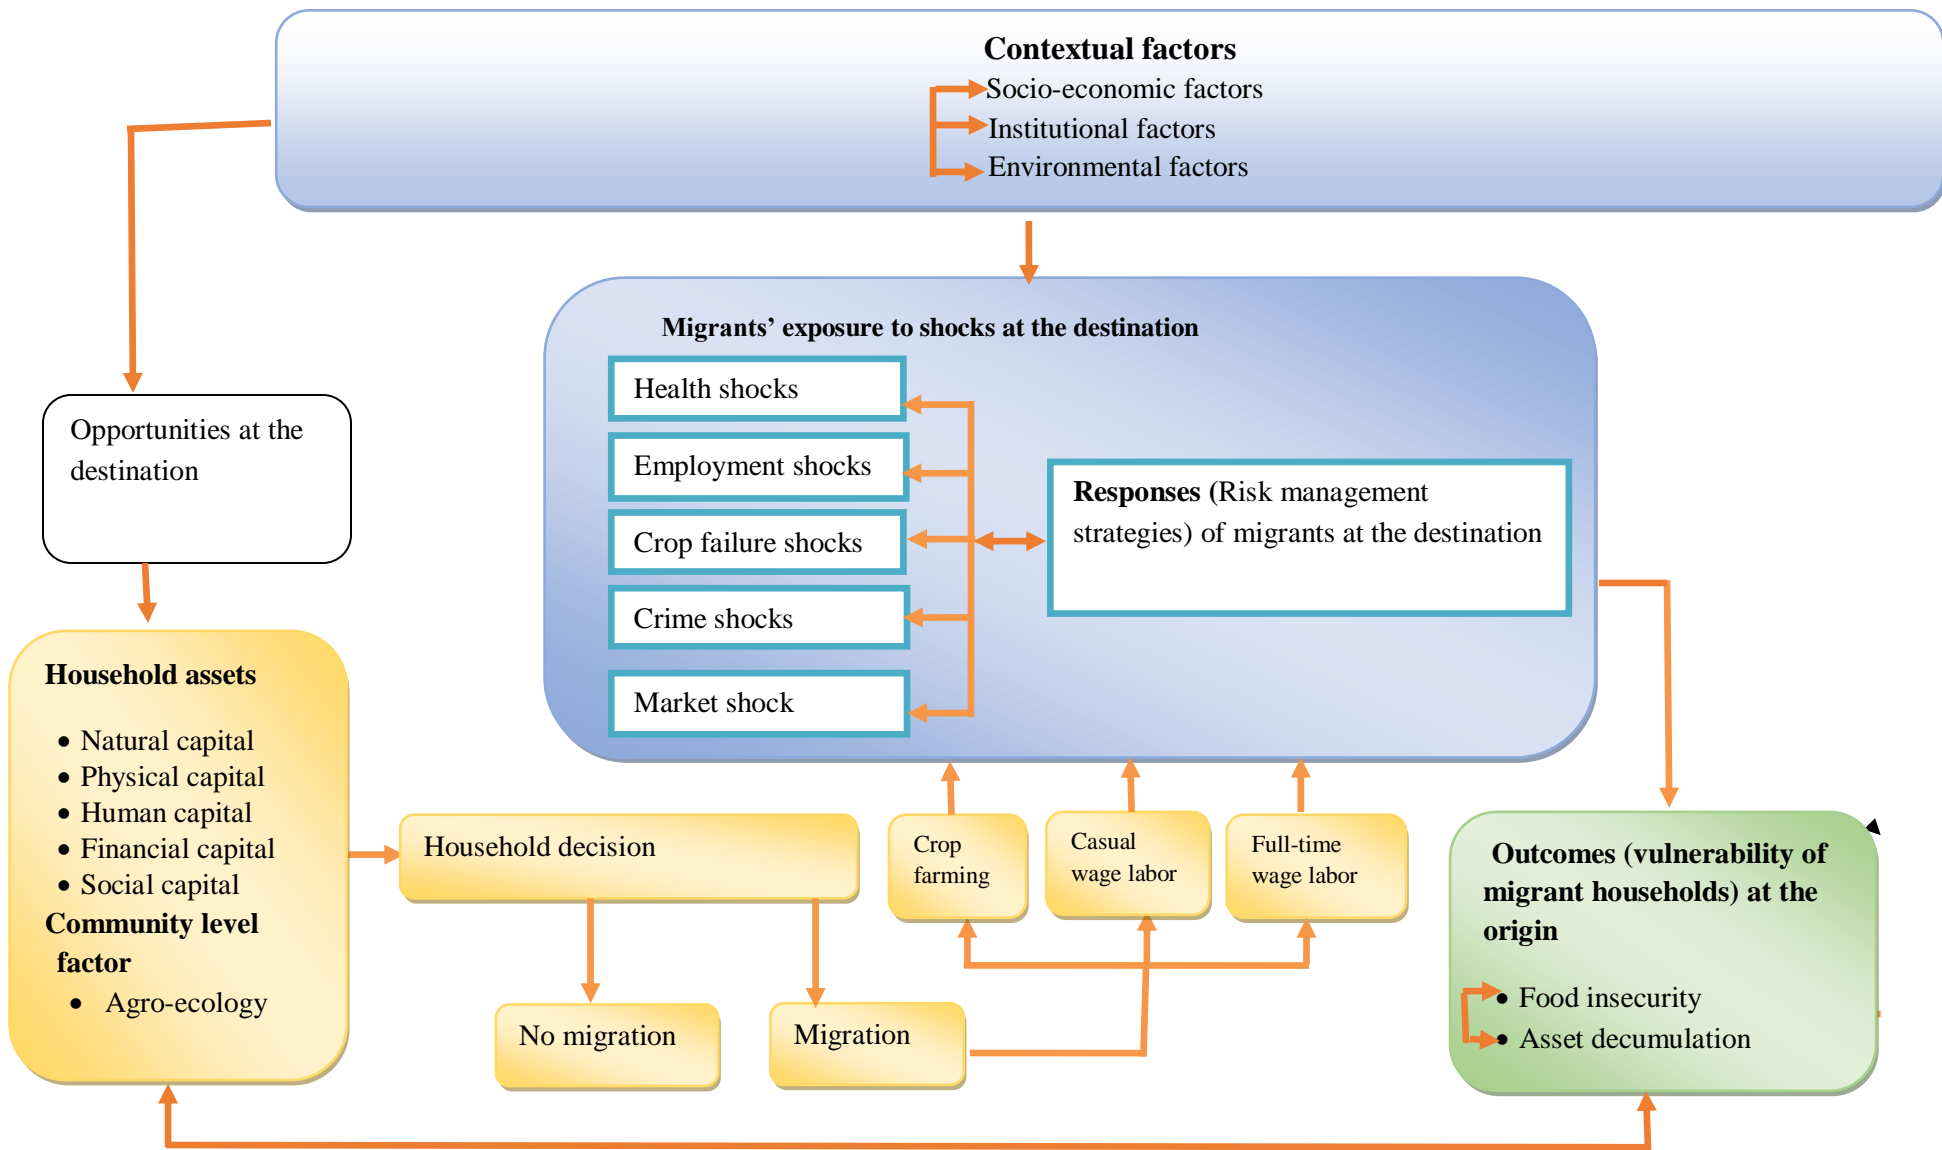 Contextual factors
Socio-economic factors
Institutional factors
Environmental factors
Migrants’ exposure to shocks at the destination
Health shocks
Employment shocks
Crop failure shocks
Crime shocks
Market shock
Responses (Risk management
strategies) of migrants at the destination
Opportunities at the
destination
Household assets
• Natural capital
• Physical capital
• Human capital
• Financial capital
• Social capital
Community level
factor
• Agro-ecology
Household decision
No migration
Migration
Crop
farming
Casual
wage labor
Full-time
wage labor
Outcomes (vulnerability of
migrant households) at the
origin
• Food insecurity
• Asset decumulation